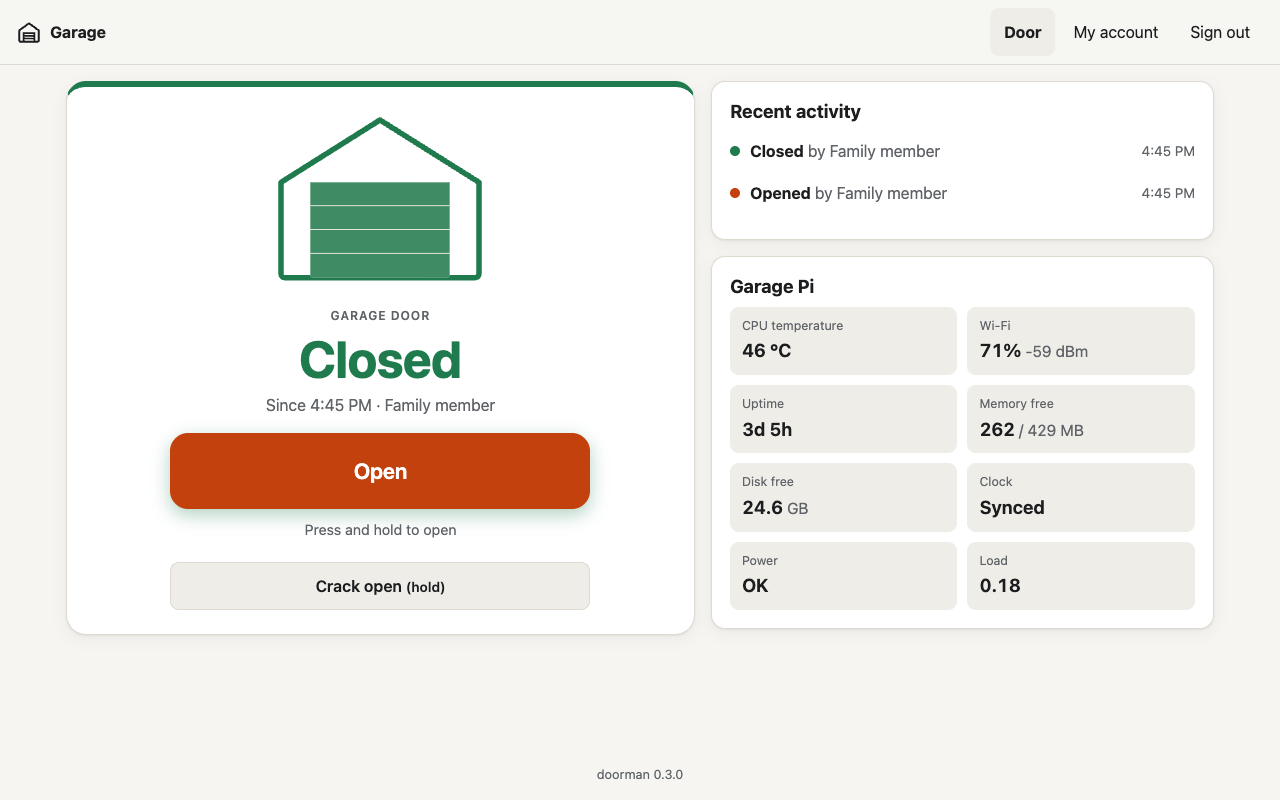 Garage
Door
My account
Sign out
GARAGE DOOR
Closed
Since 4:45 PM · Family member
Open
Press and hold to open
Crack open (hold)
Recent activity
Closed by Family member 4:45 PM
Opened by Family member 4:45 PM
Garage Pi
CPU temperature
46 °C
Wi-Fi
71% -59 dBm
Uptime
3d 5h
Memory free
262 / 429 MB
Disk free
24.6 GB
Clock
Synced
Power
OK
Load
0.18
doorman 0.3.0